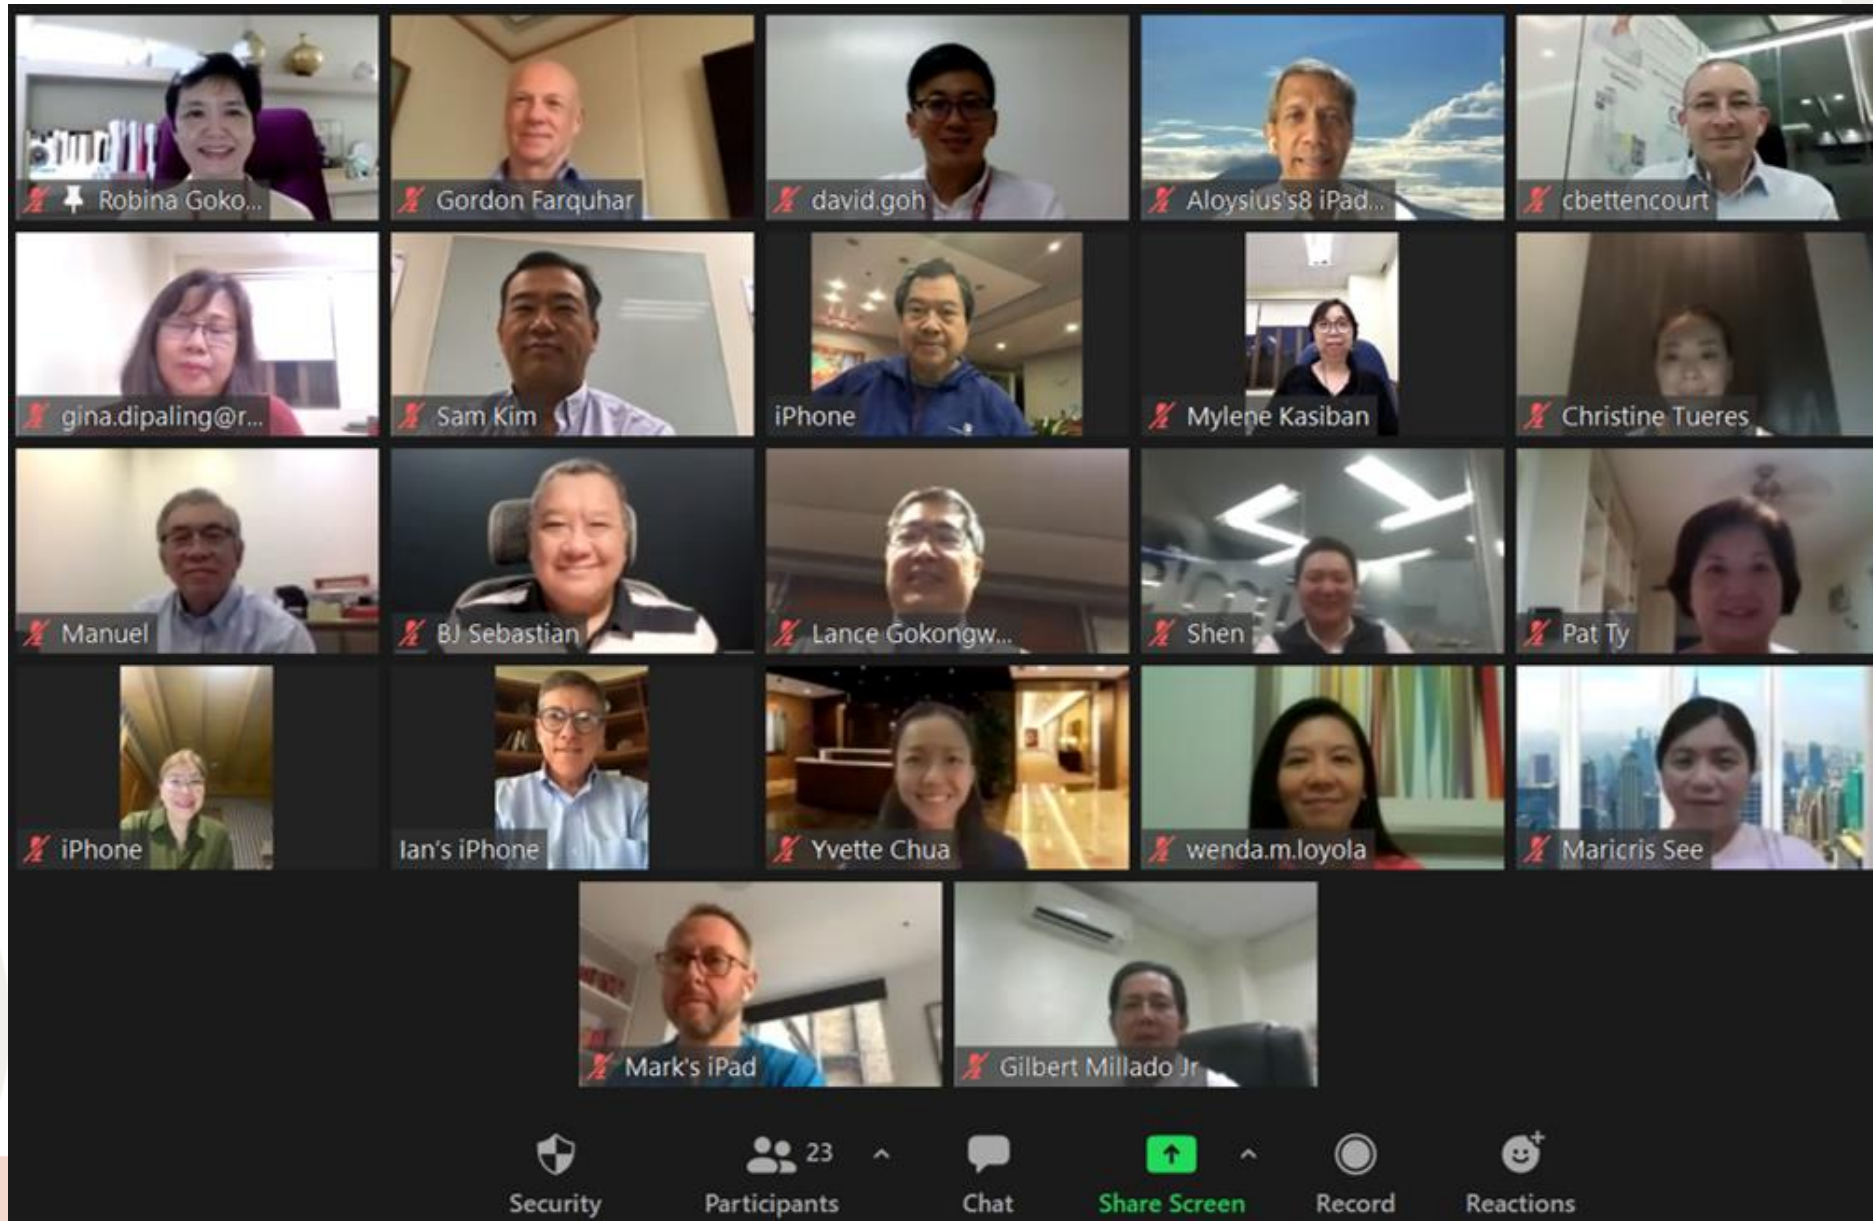 Robina Goko...
Gordon Farquhar
david.goh
Aloysius's8 iPad...
cbettencourt
gina.dipaling@r...
Sam Kim
iPhone
Mylene Kasiban
Christine Tueres
Manuel
BJ Sebastian
Lance Gokongw...
Shen
Pat Ty
iPhone
Ian's iPhone
Yvette Chua
wenda.m.loyola
Maricris See
Mark's iPad
Gilbert Millado Jr
23
Security
Participants
Chat
Share Screen
Record
Reactions